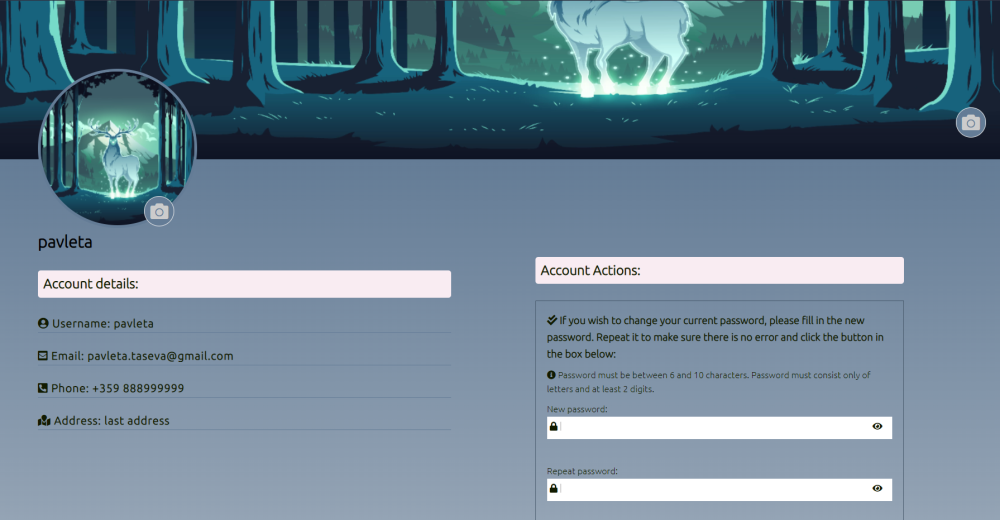 pavleta
Account details:
Username: pavleta
Email: pavleta.taseva@gmail.com
Phone: +359 888999999
Address: last address
Account Actions:
If you wish to change your current password, please fill in the new
password. Repeat it to make sure there is no error and click the button in
the box below:
Password must be between 6 and 10 characters. Password must consist only of
letters and at least 2 digits.
New password:
Repeat password: